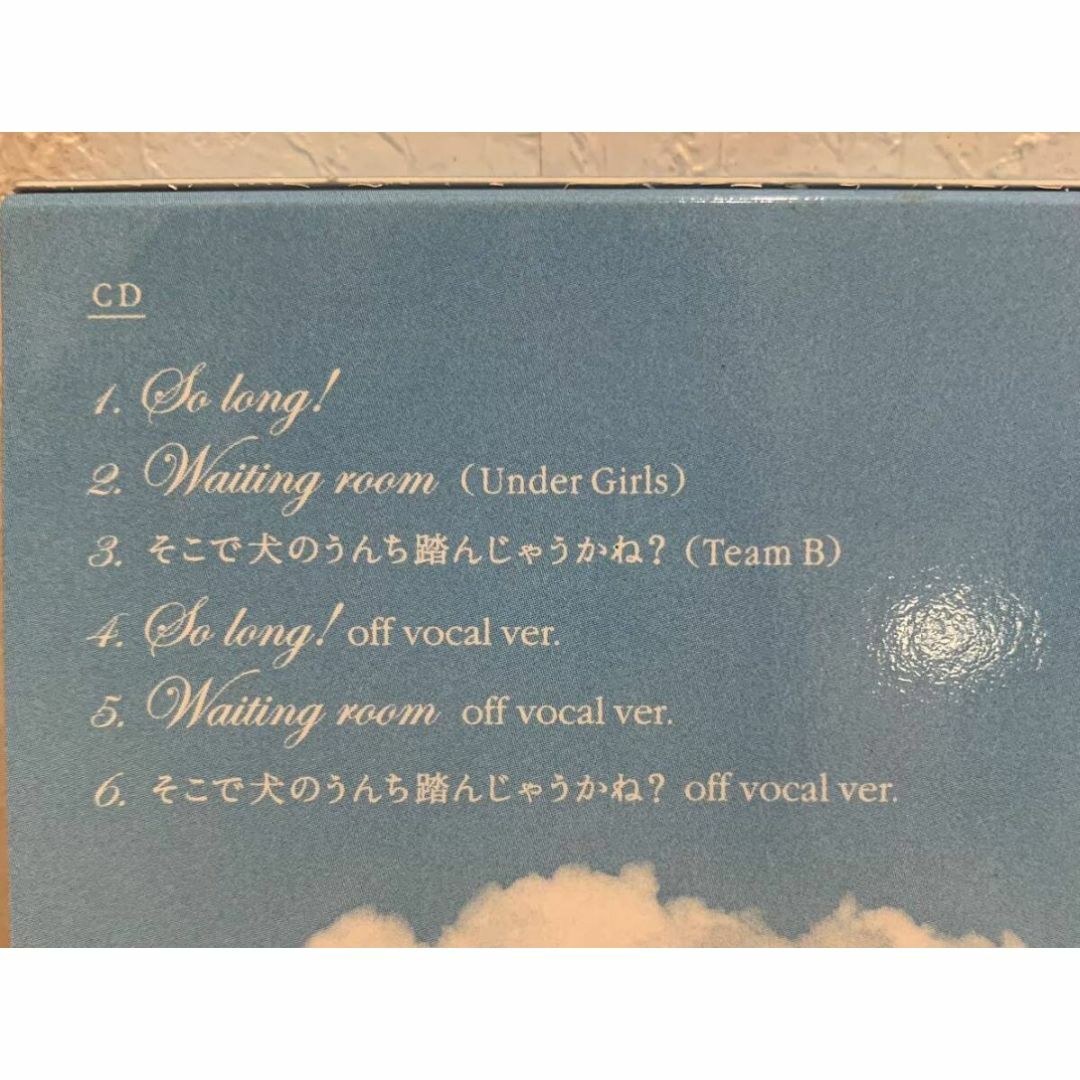 CD
1. So long!
2. Waiting room (Under Girls)
3. そこで犬のうんち踏んじゃうかね？(Team B)
4. So long! off vocal ver.
5. Waiting room off vocal ver.
6. そこで犬のうんち踏んじゃうかね？ off vocal ver.